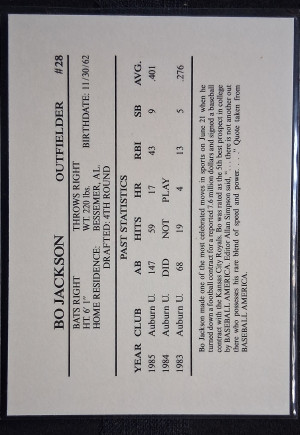 BO JACKSON OUTFIELDER #28
BATS RIGHT THROWS RIGHT
HT. 6' 1" WT. 220 lbs. BIRTHDATE: 11/30/62
HOME RESIDENCE: BESSEMER, AL.
DRAFTED: 4TH ROUND
PAST STATISTICS
YEAR CLUB AB HITS HR RBI SB AVG.
1985 Auburn U. 147 59 17 43 9 .401
1984 Auburn U. DID NOT PLAY
1983 Auburn U. 68 19 4 13 5 .276
Bo Jackson made one of the most celebrated moves in sports on June 21 when he
turned down a football contract for a reported 7.6 million dollars and signed a baseball
contract with the Kansas City Royals. Bo was rated as the 5th best prospect in college
by BASEBALL AMERICA. Editor Allan Simpson said, ". . . there is not another out
there who possesses his rare blend of speed and power. . . ." Quote taken from
BASEBALL AMERICA.